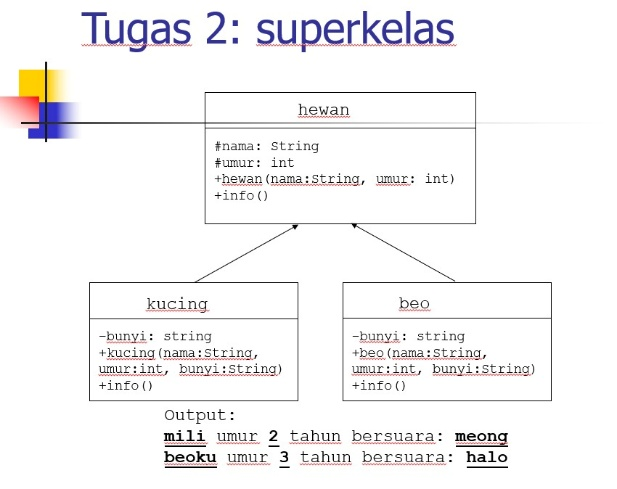 Tugas 2: superkelas
hewan
#nama: String
#umur: int
+hewan(nama:String, umur: int)
+info()
kucing
-bunyi: string
+kucing(nama:String,
umur:int, bunyi:String)
+info()
beo
-bunyi: string
+beo(nama:String,
umur:int, bunyi:String)
+info()
Output:
mili umur 2 tahun bersuara: meong
beoku umur 3 tahun bersuara: halo